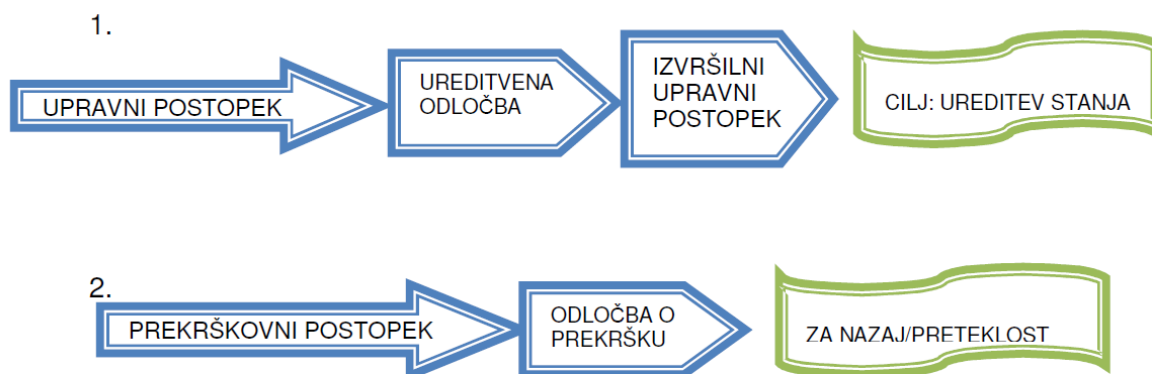 1.
UPRAVNI POSTOPEK
UREDITVENA
ODLOČBA
IZVRŠILNI
UPRAVNI
POSTOPEK
CILJ: UREDITEV STANJA
2.
PREKRŠKOVNI POSTOPEK
ODLOČBA O
PREKRŠKU
ZA NAZAJ/PRETEKLOST